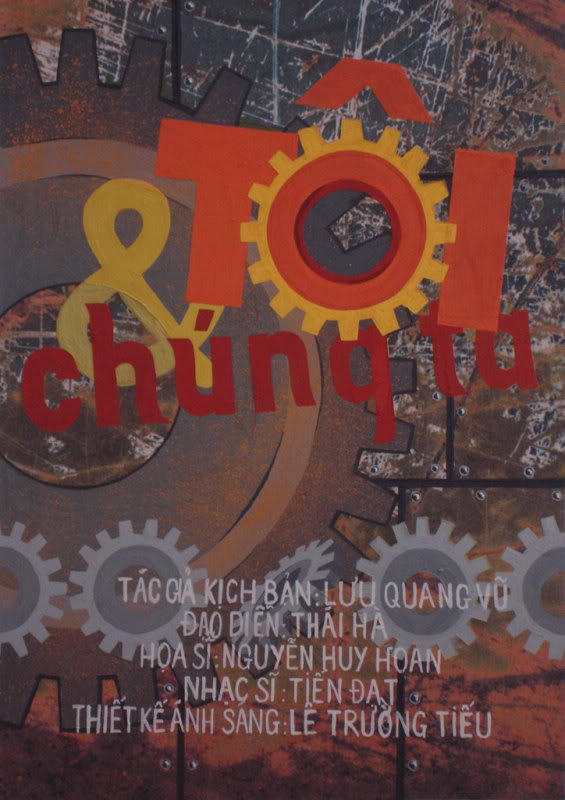 TÔI
&
chúng ta
TÁC GIẢ KỊCH BẢN: LƯU QUANG VŨ
ĐẠO DIỄN: THÁI HÀ
HỌA SĨ: NGUYỄN HUY HOAN
NHẠC SĨ: TIẾN ĐẠT
THIẾT KẾ ÁNH SÁNG: LÊ TRƯỜNG TIẾU